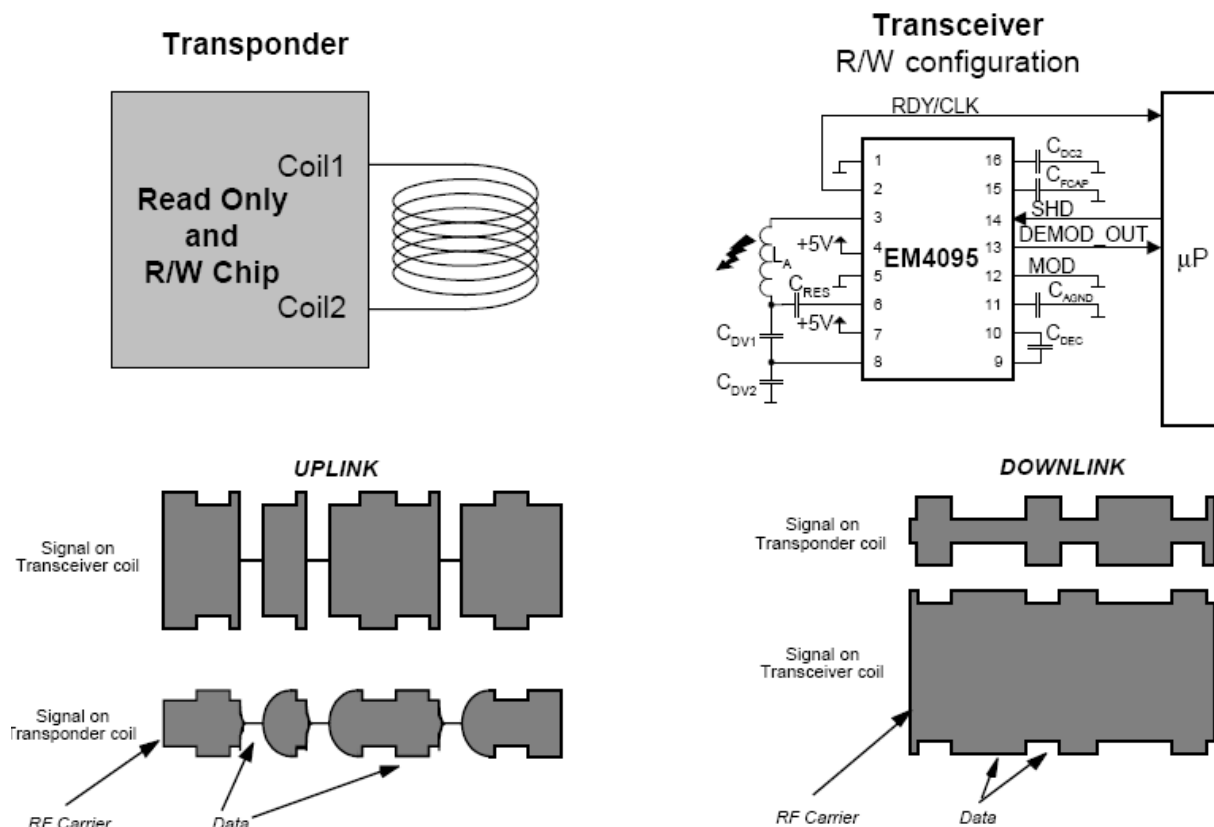 Transponder
Coil1
Read Only
and
R/W Chip
Coil2
Transceiver
R/W configuration
RDY/CLK
1
2
3
4
5
6
7
8
EM4095
16
15
14
13
12
11
10
9
CDC2
CFCAP
SHD
DEMOD_OUT
MOD
CAGND
CDEC
µP
+5V
LA
CRES
+5V
CDV1
CDV2
UPLINK
Signal on
Transceiver coil
Signal on
Transponder coil
RF Carrier
Data
DOWNLINK
Signal on
Transponder coil
Signal on
Transceiver coil
RF Carrier
Data